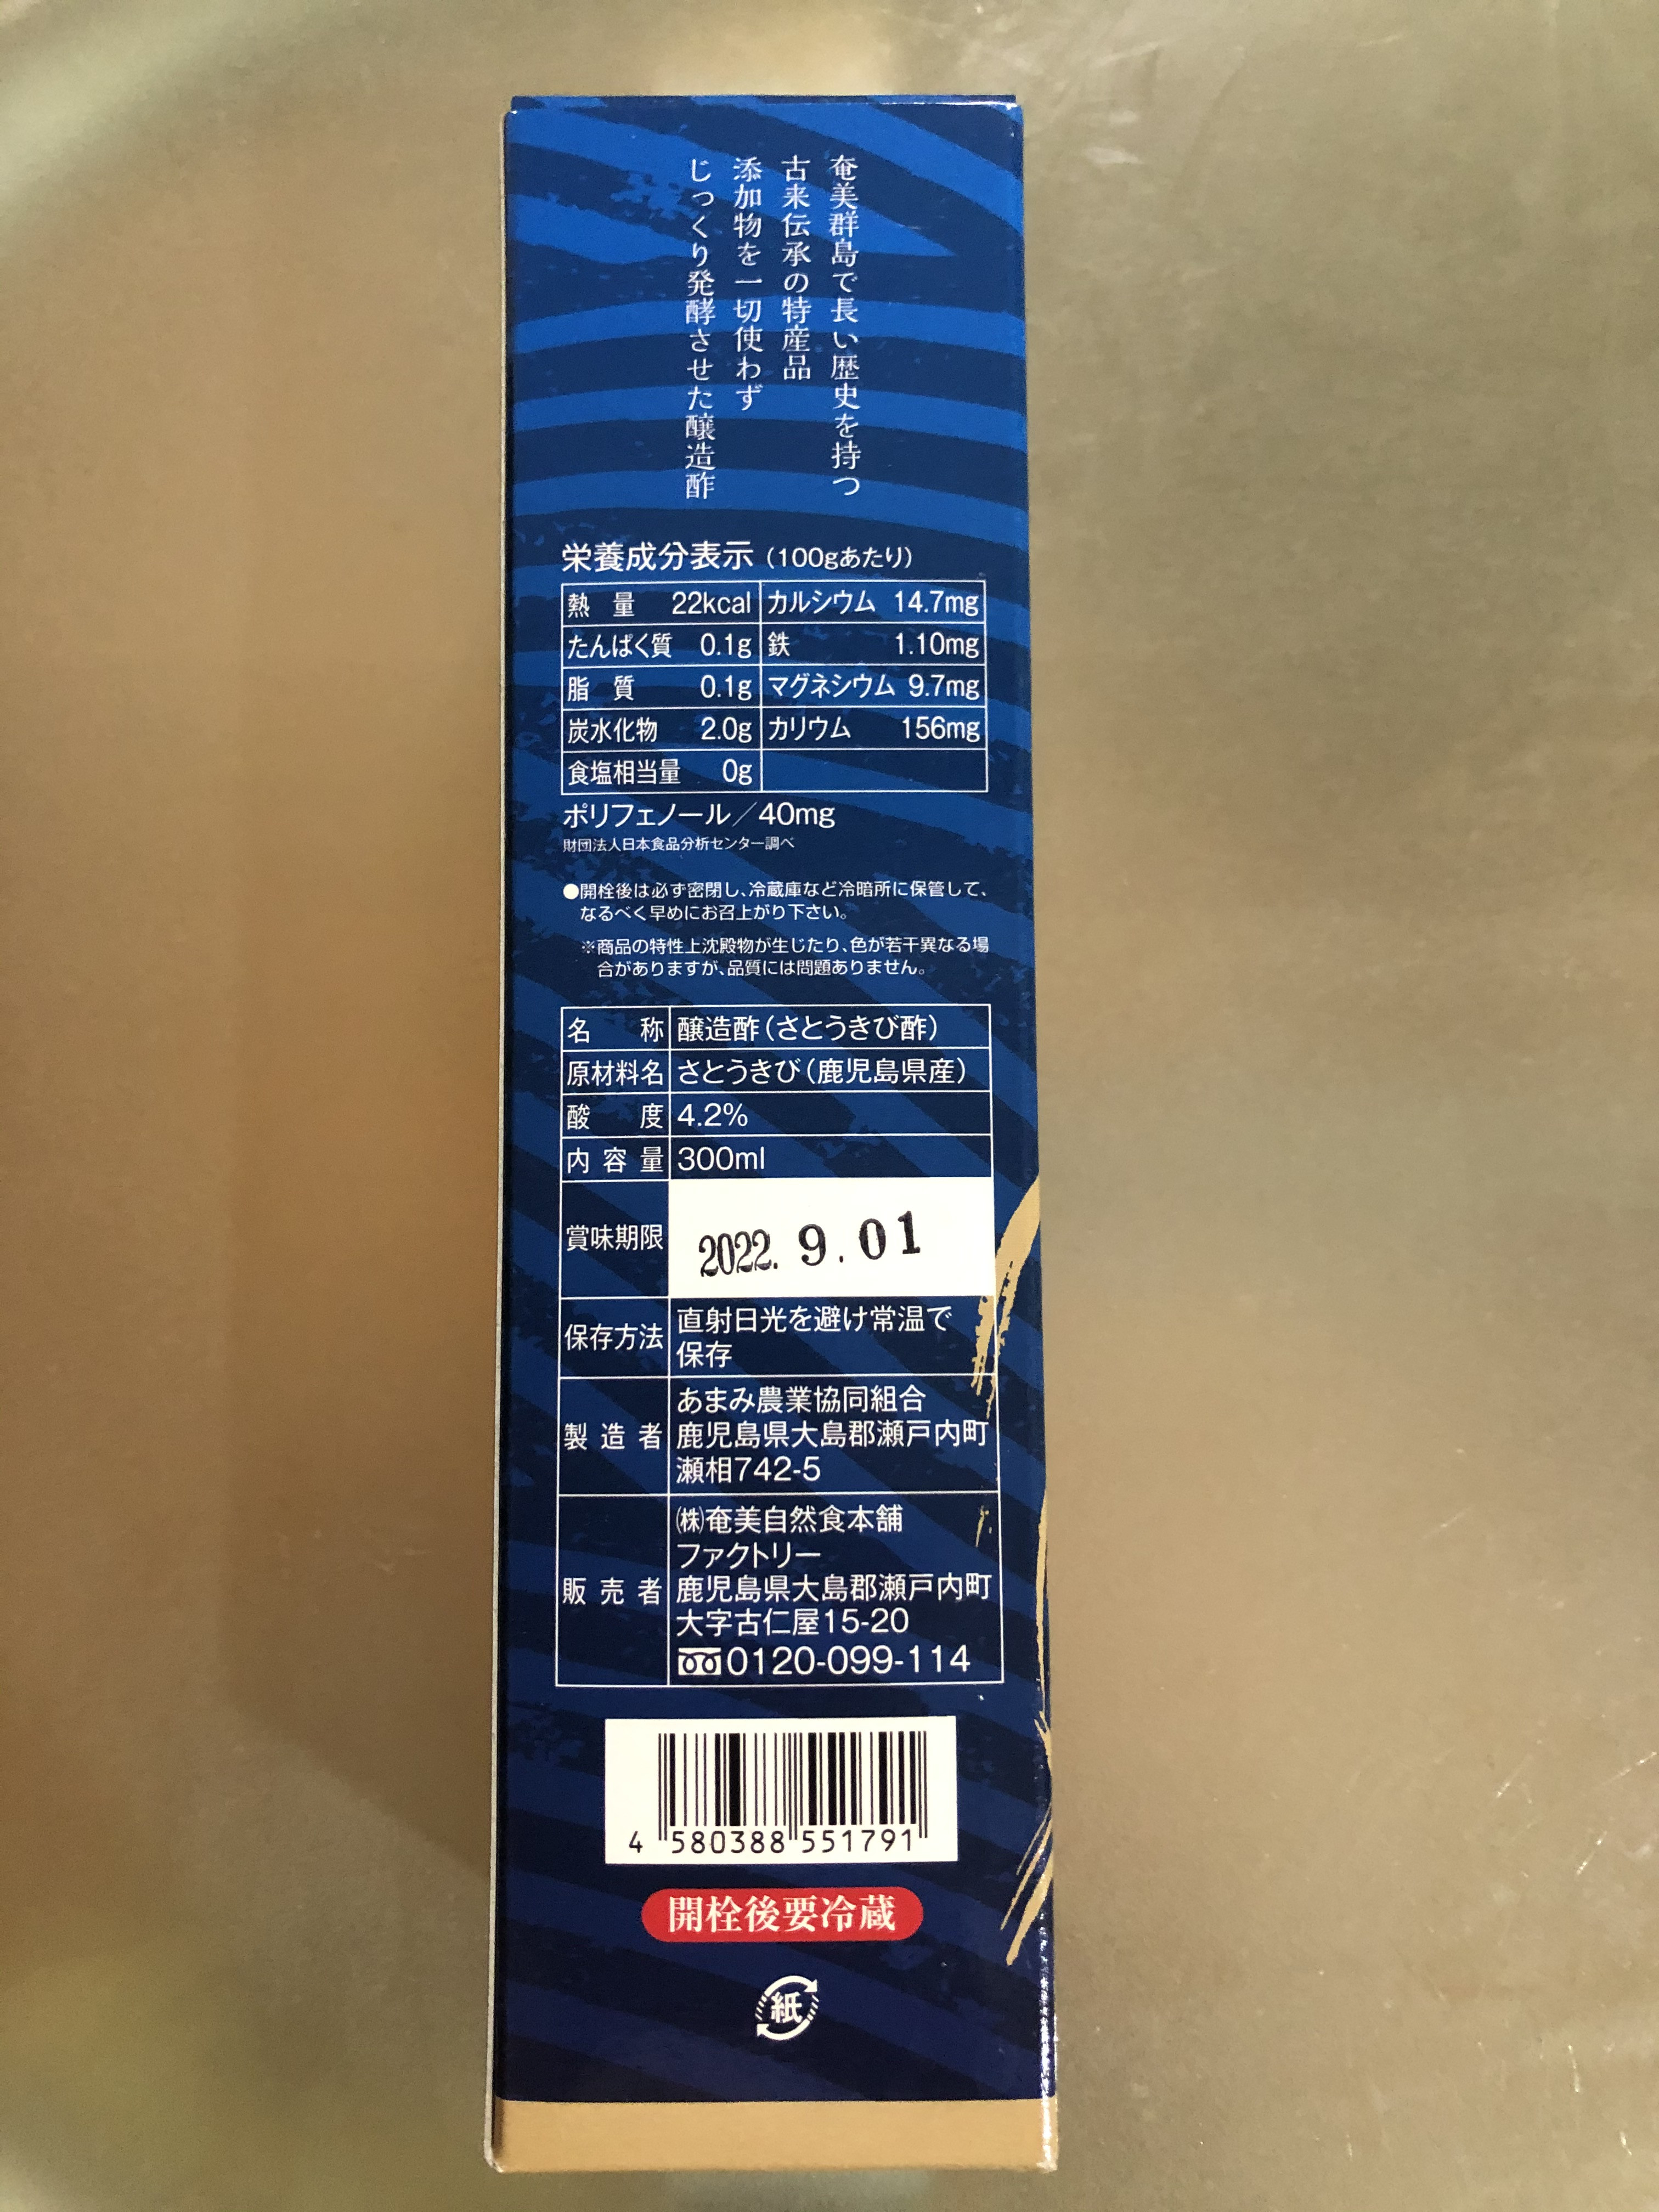 奄美群島で長い歴史を持つ
古来伝承の特産品
添加物を一切使わず
じっくり発酵させた醸造酢
栄養成分表示（100gあたり）
熱量 22kcal カルシウム 14.7mg
たんぱく質 0.1g 鉄 1.10mg
脂質 0.1g マグネシウム 9.7mg
炭水化物 2.0g カリウム 156mg
食塩相当量 0g
ポリフェノール／40mg
財団法人日本食品分析センター調べ
●開栓後は必ず密閉し、冷蔵庫など冷暗所に保管して、
なるべく早めにお召上がり下さい。
※商品の特性上沈殿物が生じたり、色が若干異なる場
合がありますが、品質には問題ありません。
名称 醸造酢（さとうきび酢）
原材料名 さとうきび（鹿児島県産）
酸度 4.2%
内容量 300ml
賞味期限 2022. 9. 01
保存方法 直射日光を避け常温で
保存
製造者 あまみ農業協同組合
鹿児島県大島郡瀬戸内町
瀬相742-5
販売者 ㈱奄美自然食本舗
ファクトリー
鹿児島県大島郡瀬戸内町
大字古仁屋15-20
0120-099-114
4 580388 551791
開栓後要冷蔵
紙